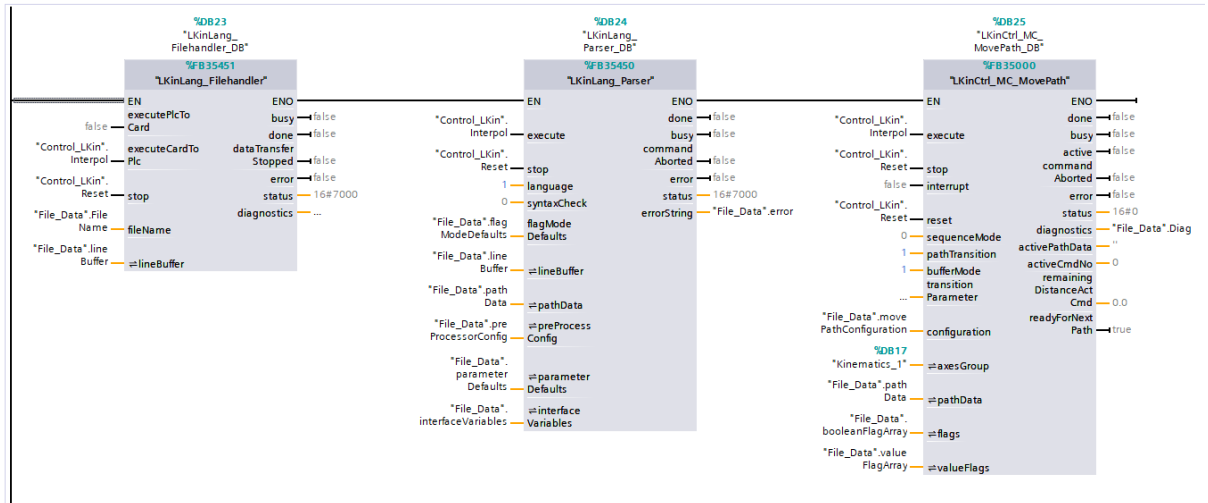 %DB23
"LKinLang_
Filehandler_DB"
%FB35451
"LKinLang_Filehandler"
EN
ENO
executePlcTo
Card
false
busy
false
done
false
"Control_LKin".
Interpol
executeCardTo
Plc
dataTransfer
Stopped
false
"Control_LKin".
Reset
stop
error
false
status
16#7000
diagnostics
...
"File_Data".File
Name
fileName
"File_Data".line
Buffer
⇌lineBuffer
%DB24
"LKinLang_
Parser_DB"
%FB35450
"LKinLang_Parser"
EN
ENO
"Control_LKin".
Interpol
execute
done
false
busy
false
"Control_LKin".
Reset
stop
command
Aborted
false
1
language
error
false
0
syntaxCheck
status
16#7000
errorString
"File_Data".error
"File_Data".flag
ModeDefaults
flagMode
Defaults
"File_Data".line
Buffer
⇌lineBuffer
"File_Data".path
Data
⇌pathData
"File_Data".pre
ProcessorConfig
⇌preProcess
Config
"File_Data".
parameter
Defaults
⇌parameter
Defaults
"File_Data".
interfaceVariables
⇌interface
Variables
%DB25
"LKinCtrl_MC_
MovePath_DB"
%FB35000
"LKinCtrl_MC_MovePath"
EN
ENO
"Control_LKin".
Interpol
execute
done
false
busy
false
"Control_LKin".
Reset
stop
active
false
false
interrupt
command
Aborted
false
error
false
"Control_LKin".
Reset
reset
status
16#0
diagnostics
"File_Data".Diag
0
sequenceMode
activePathData
''
1
pathTransition
activeCmdNo
0
1
bufferMode
...
transition
Parameter
remaining
DistanceAct
Cmd
0.0
"File_Data".move
PathConfiguration
configuration
readyForNext
Path
true
%DB17
"Kinematics_1"
⇌axesGroup
"File_Data".path
Data
⇌pathData
"File_Data".
booleanFlagArray
⇌flags
"File_Data".value
FlagArray
⇌valueFlags